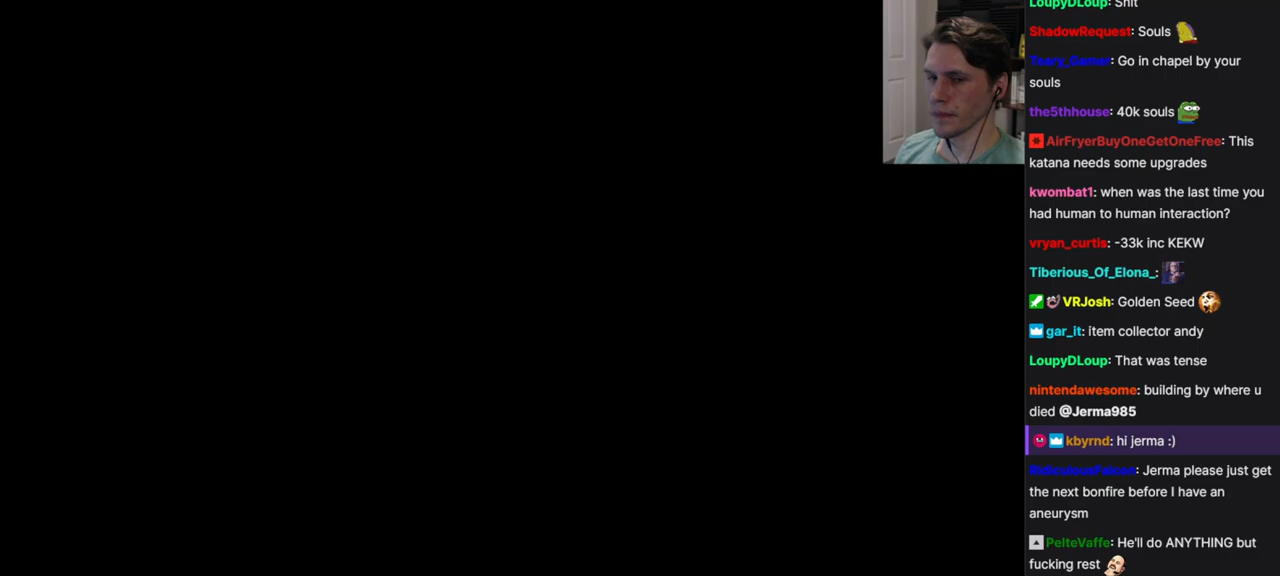 LoupyDLoup: Shit
ShadowRequest: Souls
Teary_Gamer: Go in chapel by your
souls
the5thhouse: 40k souls
AirFryerBuyOneGetOneFree: This
katana needs some upgrades
kwombat1: when was the last time you
had human to human interaction?
vryan_curtis: -33k inc KEKW
Tiberious_Of_Elona_:
VRJosh: Golden Seed
gar_it: item collector andy
LoupyDLoup: That was tense
nintendawesome: building by where u
died @Jerma985
kbyrnd: hi jerma :)
RidiculousFalcon: Jerma please just get
the next bonfire before I have an
aneurysm
PelteVaffe: He'll do ANYTHING but
fucking rest